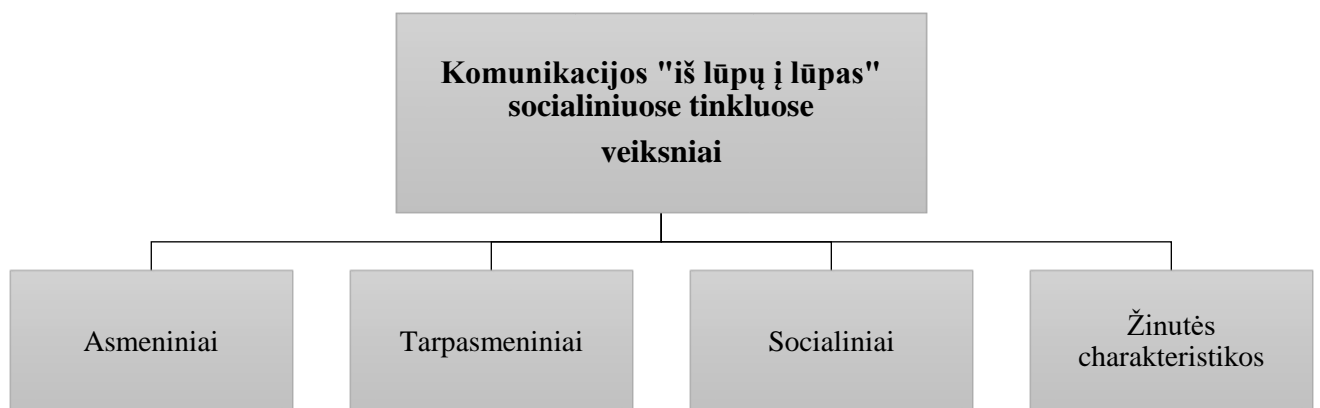 Komunikacijos "iš lūpų į lūpas"
socialiniuose tinkluose
veiksniai
Asmeniniai
Tarpasmeniniai
Socialiniai
Žinutės
charakteristikos